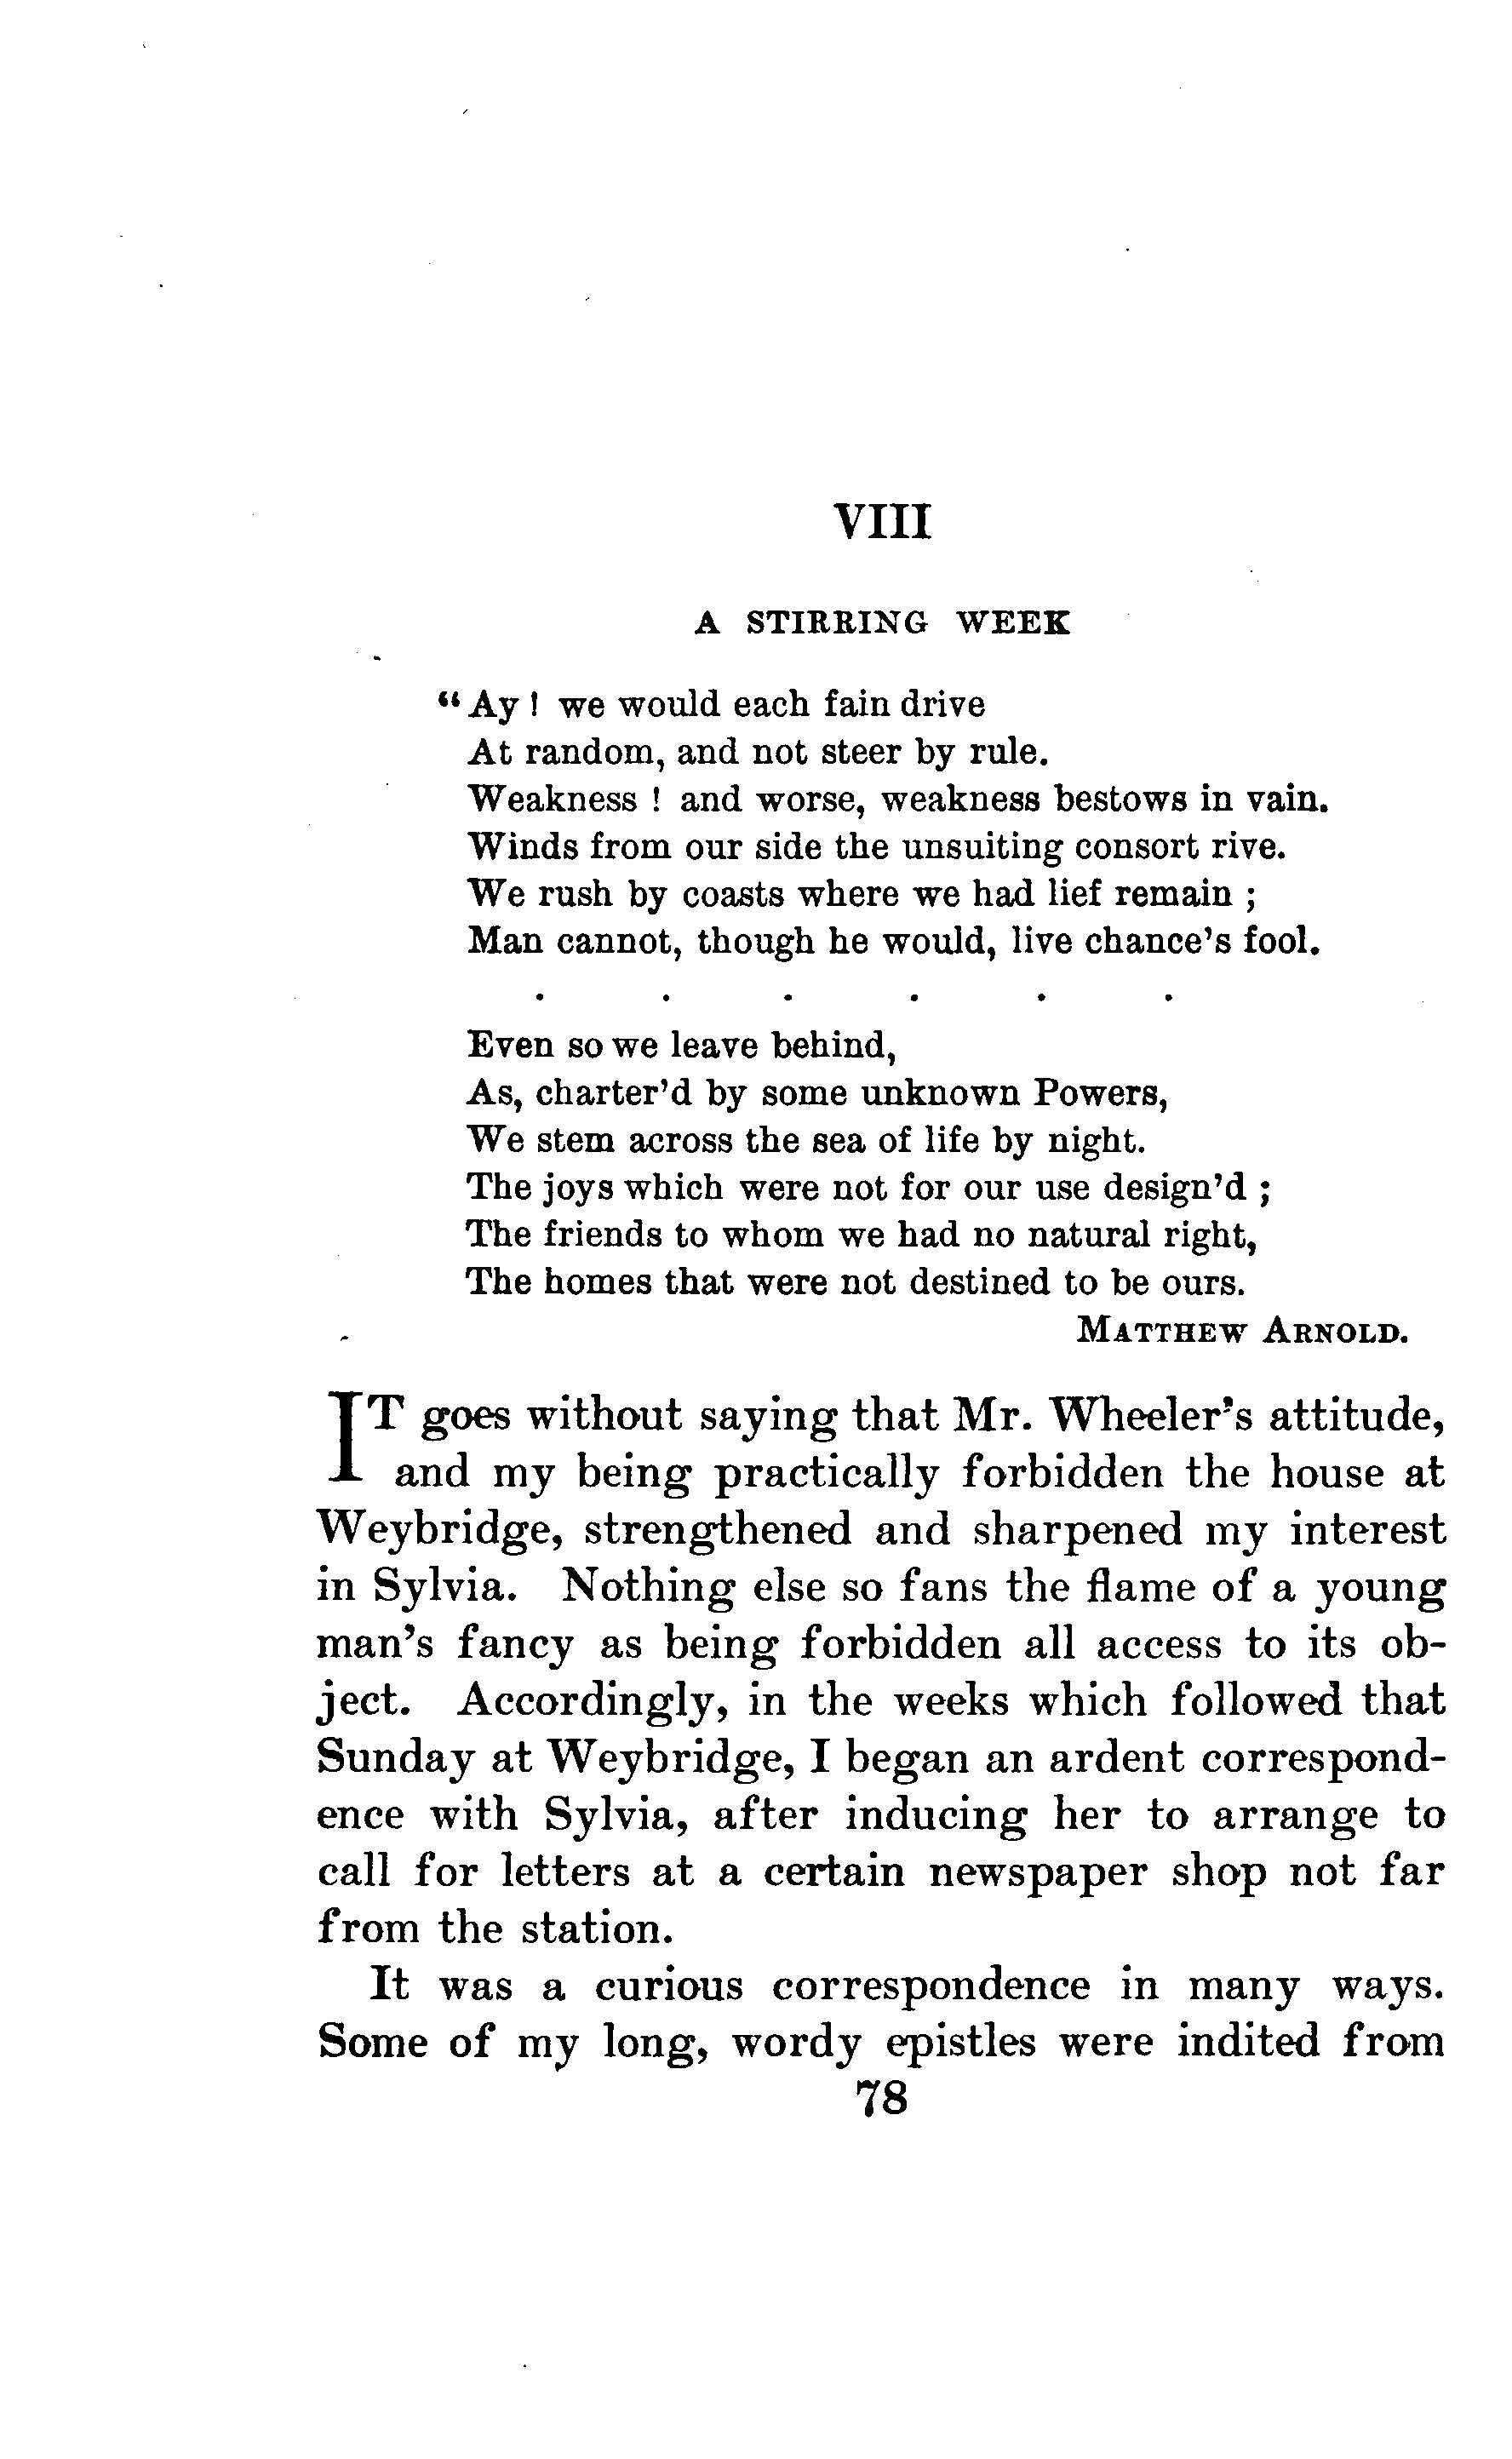 VIII
A STIRRING WEEK
“Ay ! we would each fain drive
At random, and not steer by rule.
Weakness ! and worse, weakness bestows in vain.
Winds from our side the unsuiting consort rive.
We rush by coasts where we had lief remain ;
Man cannot, though he would, live chance’s fool.
. . . . . .
Even so we leave behind,
As, charter’d by some unknown Powers,
We stem across the sea of life by night.
The joys which were not for our use design’d ;
The friends to whom we had no natural right,
The homes that were not destined to be ours.
MATTHEW ARNOLD.
IT goes without saying that Mr. Wheeler’s attitude,
and my being practically forbidden the house at
Weybridge, strengthened and sharpened my interest
in Sylvia. Nothing else so fans the flame of a young
man’s fancy as being forbidden all access to its ob-
ject. Accordingly, in the weeks which followed that
Sunday at Weybridge, I began an ardent correspond-
ence with Sylvia, after inducing her to arrange to
call for letters at a certain newspaper shop not far
from the station.
It was a curious correspondence in many ways.
Some of my long, wordy epistles were indited from
78